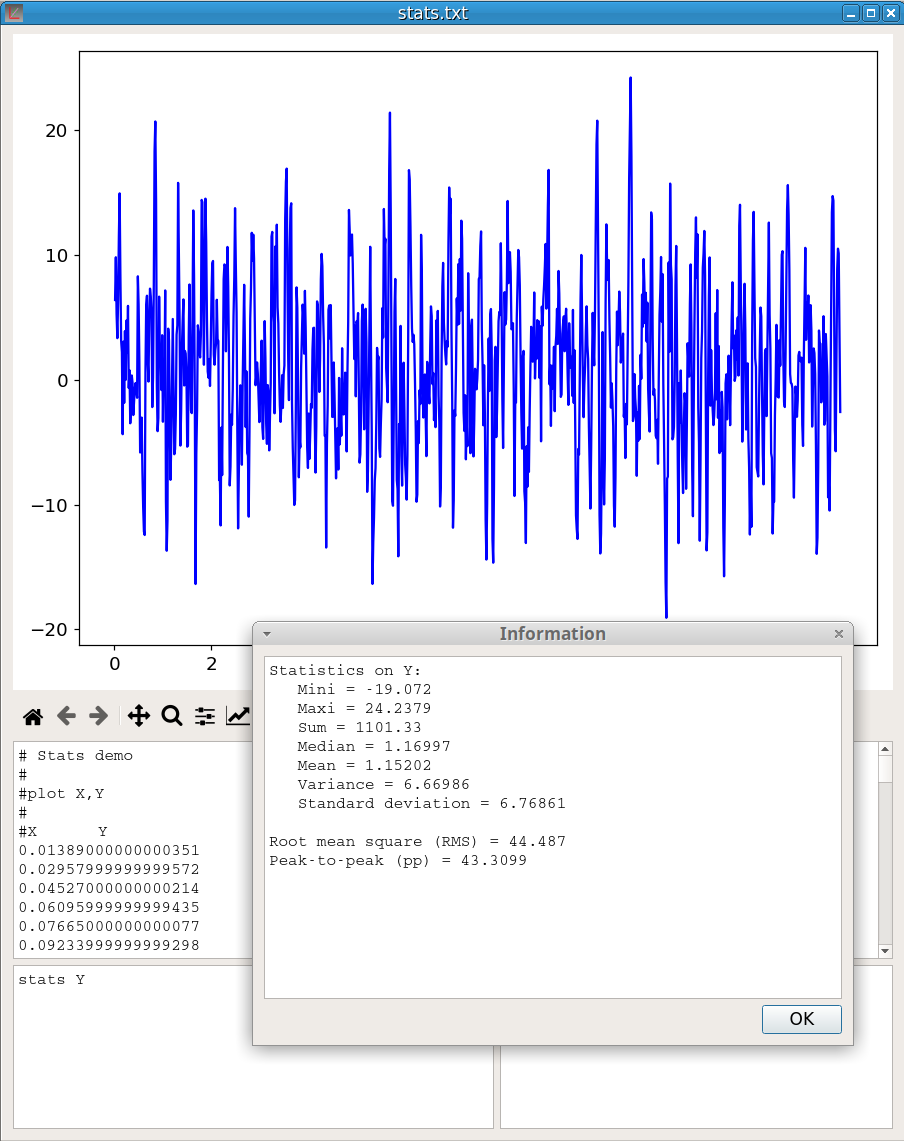 stats.txt
20
10
0
−10
−20
0
2
Information
Statistics on Y:
Mini = -19.072
Maxi = 24.2379
Sum = 1101.33
Median = 1.16997
Mean = 1.15202
Variance = 6.66986
Standard deviation = 6.76861
Root mean square (RMS) = 44.487
Peak-to-peak (pp) = 43.3099
OK
# Stats demo
#
#plot X,Y
#
#X Y
0.01389000000000351
0.02957999999999572
0.04527000000000214
0.06095999999999435
0.07665000000000077
0.09233999999999298
stats Y